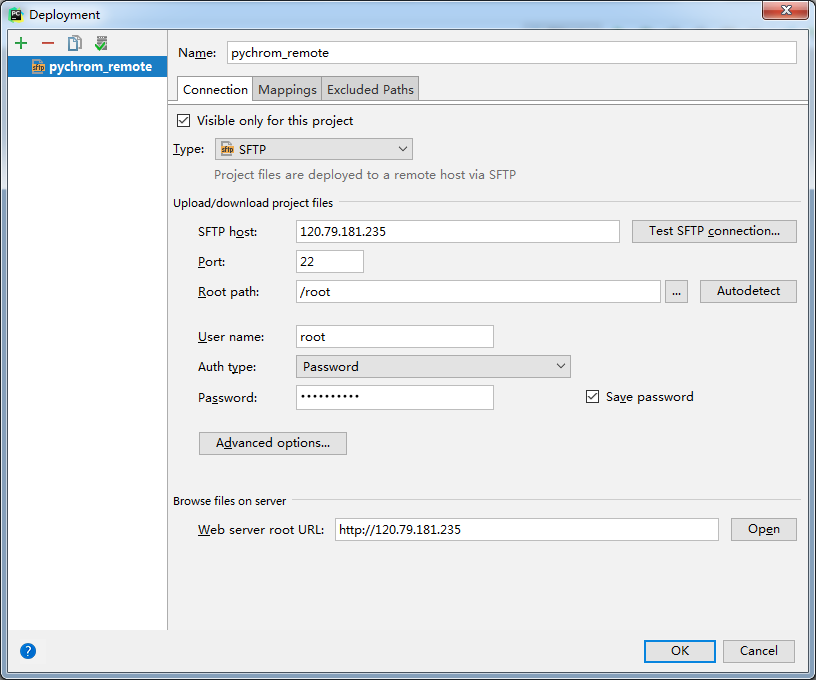 Deployment
pychrom_remote
Name: pychrom_remote
Connection Mappings Excluded Paths
Visible only for this project
Type: SFTP
Project files are deployed to a remote host via SFTP
Upload/download project files
SFTP host: 120.79.181.235 Test SFTP connection...
Port: 22
Root path: /root ... Autodetect
User name: root
Auth type: Password
Password: •••••••••• Save password
Advanced options...
Browse files on server
Web server root URL: http://120.79.181.235 Open
? OK Cancel